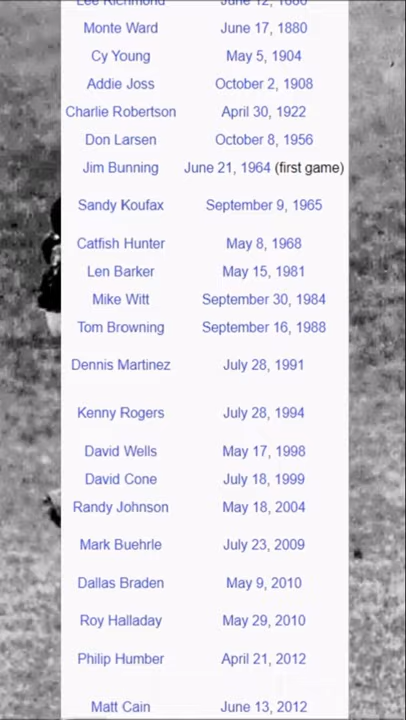 Lee Richmond June 12, 1880
Monte Ward June 17, 1880
Cy Young May 5, 1904
Addie Joss October 2, 1908
Charlie Robertson April 30, 1922
Don Larsen October 8, 1956
Jim Bunning June 21, 1964 (first game)
Sandy Koufax September 9, 1965
Catfish Hunter May 8, 1968
Len Barker May 15, 1981
Mike Witt September 30, 1984
Tom Browning September 16, 1988
Dennis Martinez July 28, 1991
Kenny Rogers July 28, 1994
David Wells May 17, 1998
David Cone July 18, 1999
Randy Johnson May 18, 2004
Mark Buehrle July 23, 2009
Dallas Braden May 9, 2010
Roy Halladay May 29, 2010
Philip Humber April 21, 2012
Matt Cain June 13, 2012